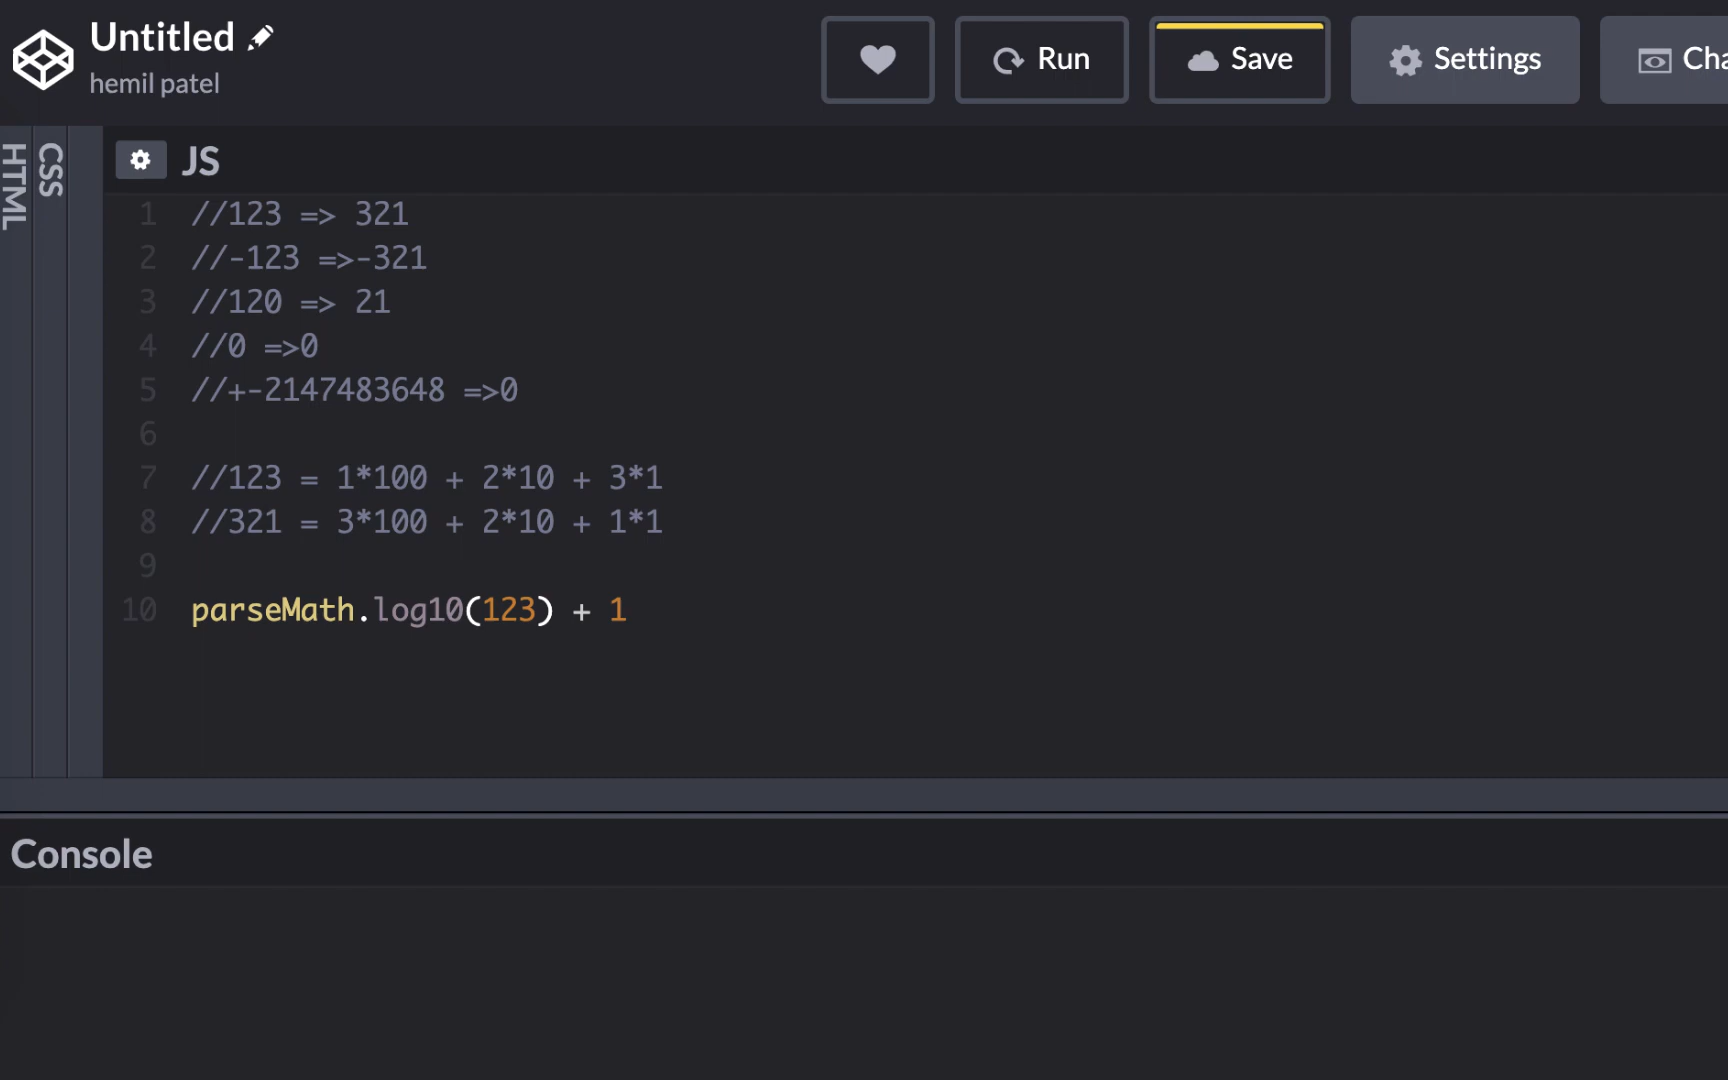 Untitled
hemil patel
Run
Save
Settings
HTML
CSS
JS
1 //123 => 321
2 //-123 =>-321
3 //120 => 21
4 //0 =>0
5 //+-2147483648 =>0
6
7 //123 = 1*100 + 2*10 + 3*1
8 //321 = 3*100 + 2*10 + 1*1
9
10 parseMath.log10(123) + 1
Console